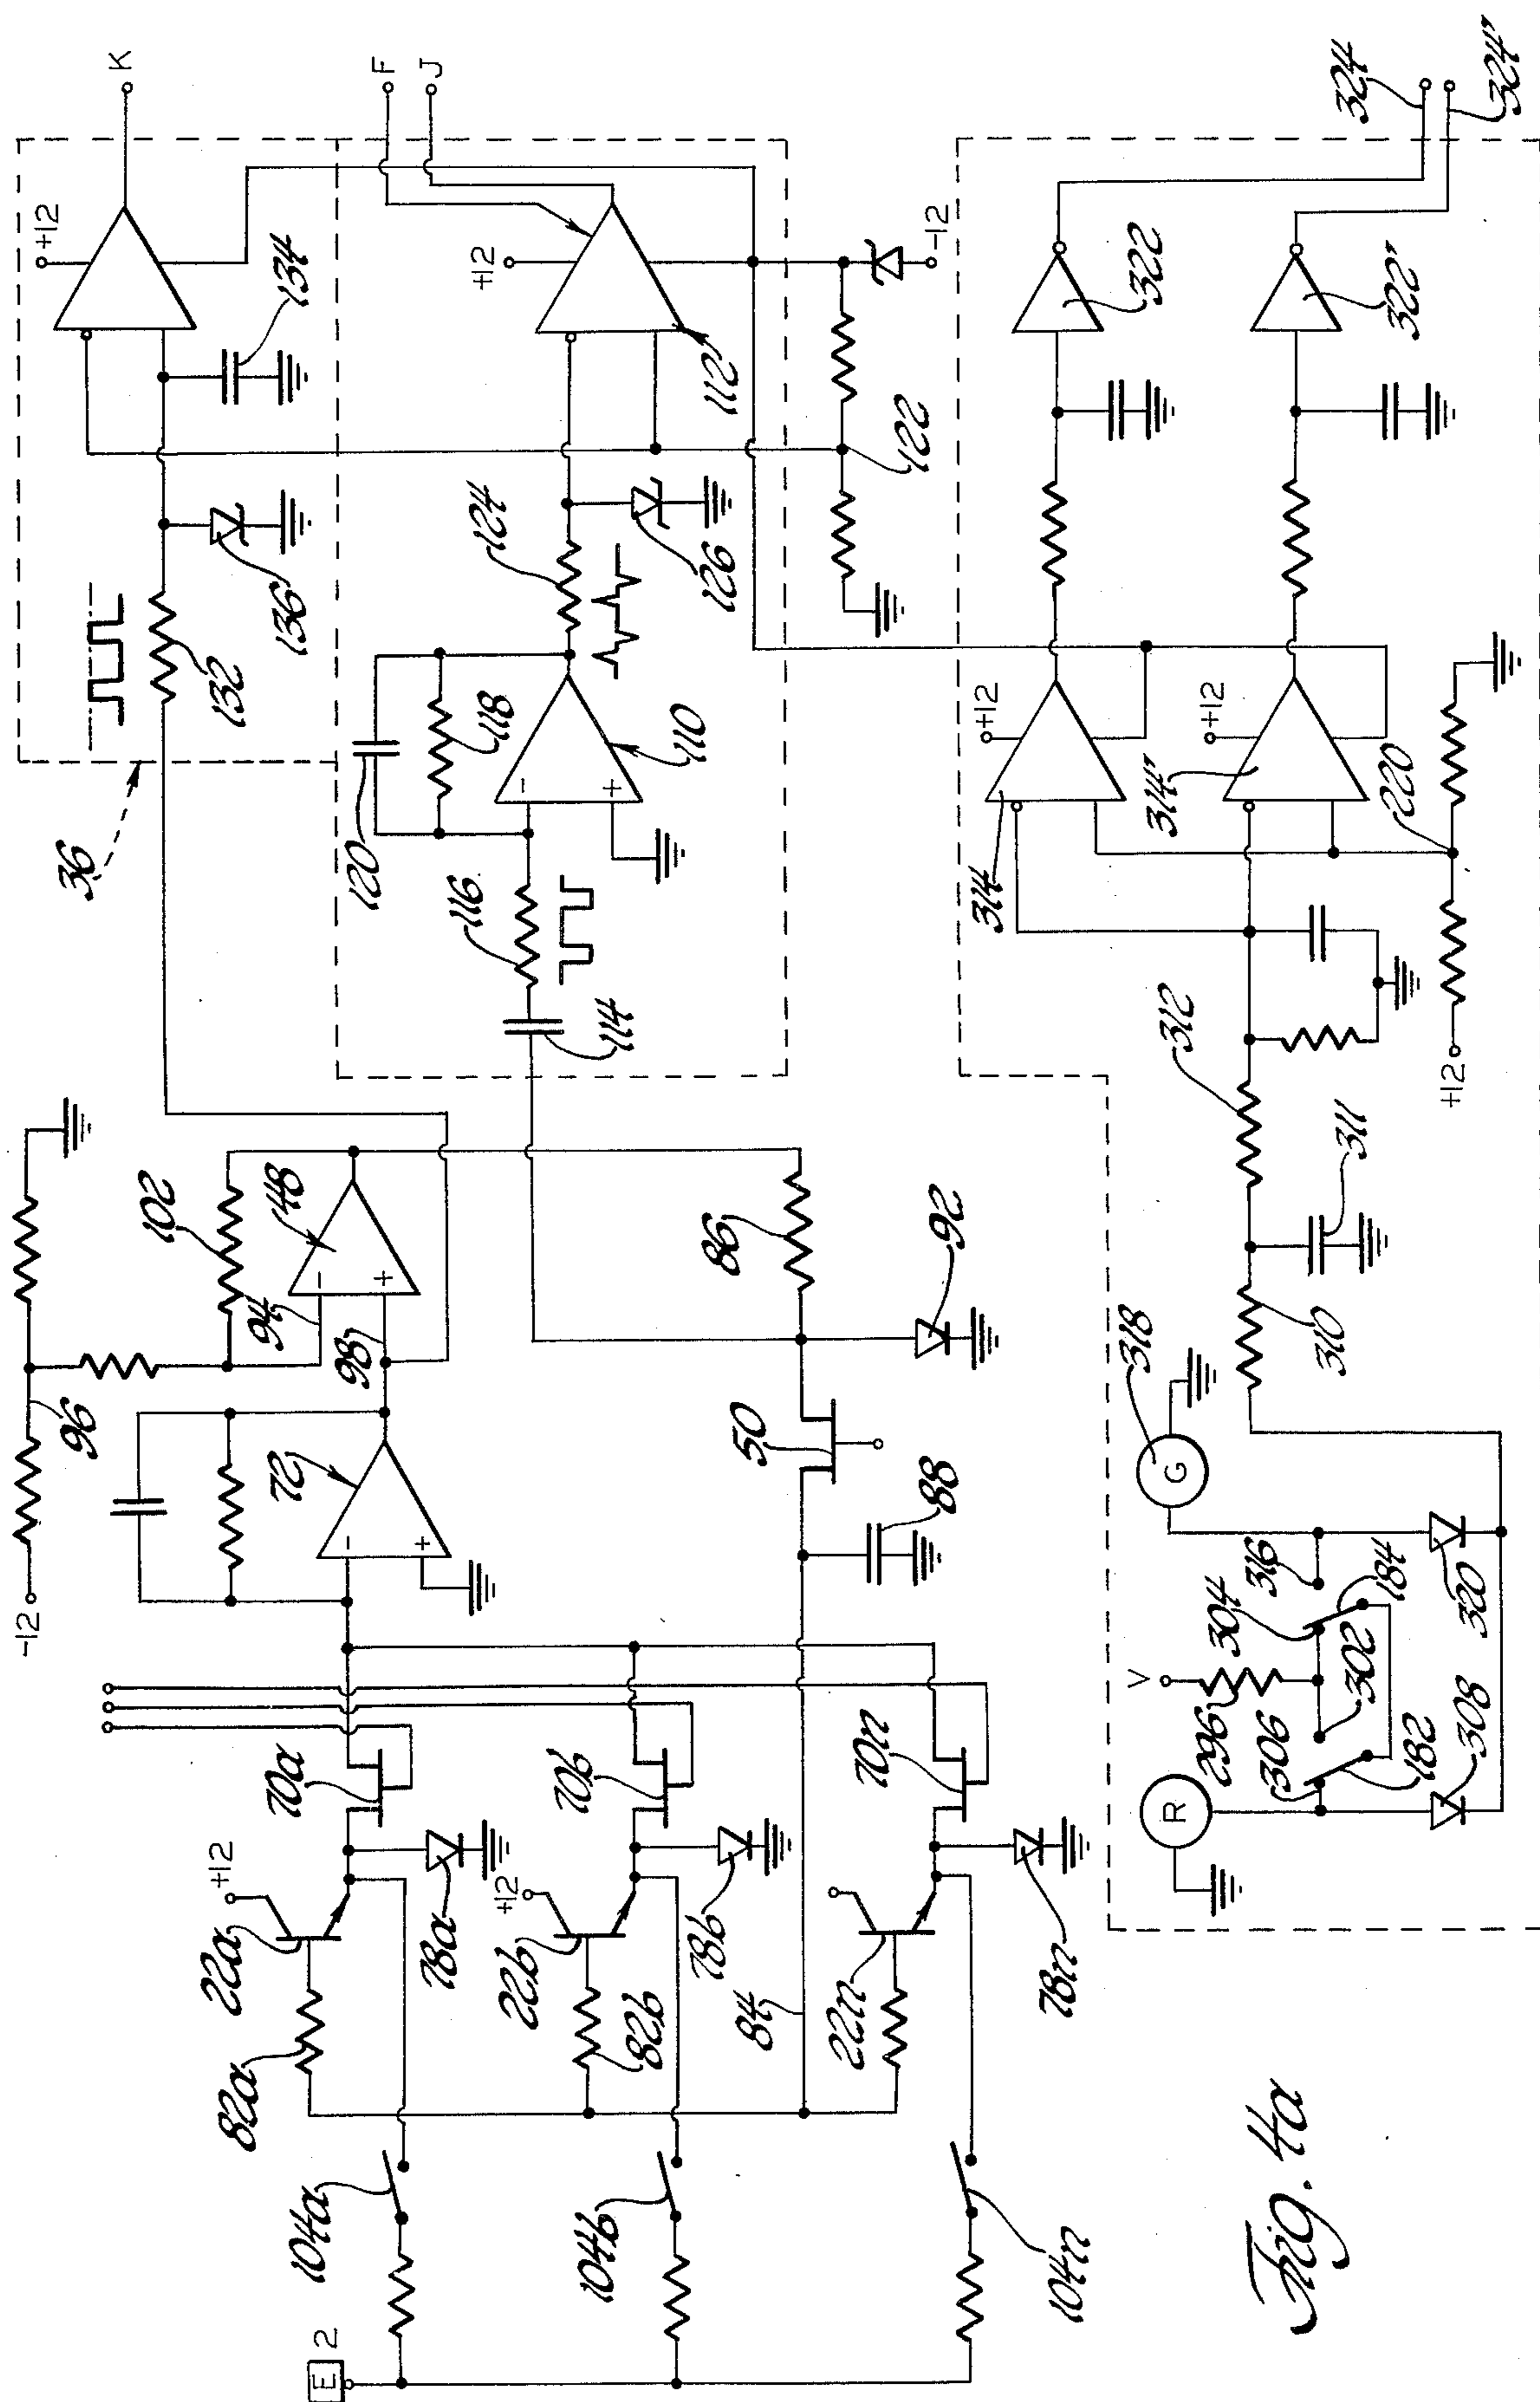 K
+12
134
F
J
+12
-12
36
132
136
124
126
112
122
120
118
110
116
114
102
94
48
98
96
-12
72
86
92
50
88
70a
70b
70n
+12
22a
78a
+12
22b
78b
82a
82b
84
22n
78n
104a
104b
104n
E 2
324
324'
322
322'
+12
+12
314
314'
220
+12
312
311
310
318
G
316
304
184
320
V
296
302
306
182
308
R
Fig. 4a
- +
- +
- +